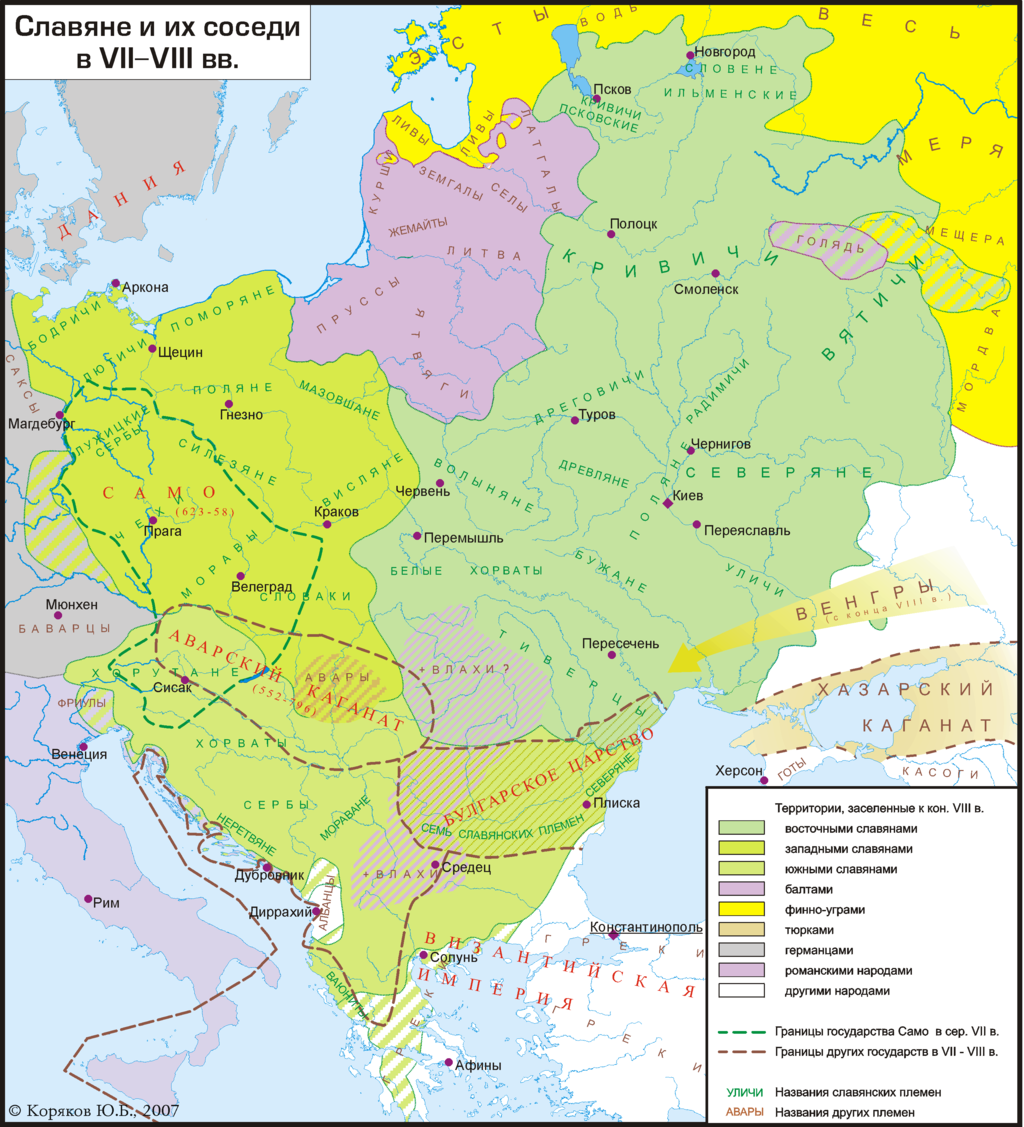 Славяне и их соседи
в VII–VIII вв.
ЭСТЫ
ВОДЬ
ВЕСЬ
Новгород
СЛОВЕНЕ
ИЛЬМЕНСКИЕ
Псков
КРИВИЧИ
ПСКОВСКИЕ
ЛИВЫ
ЛИВЫ
ЛАТГАЛЫ
МЕРЯ
КУРШИ
ЗЕМГАЛЫ
СЕЛЫ
ДАНИЯ
ЖЕМАЙТЫ
ЛИТВА
Полоцк
ГОЛЯДЬ
МЕЩЕРА
КРИВИЧИ
Смоленск
ВЯТИЧИ
Аркона
ПРУССЫ
БОДРИЧИ
ПОМОРЯНЕ
ЯТВЯГИ
МОРДВА
ЛЮТИЧИ
Щецин
САКСЫ
ПОЛЯНЕ
МАЗОВШАНЕ
Гнезно
ДРЕГОВИЧИ
РАДИМИЧИ
Магдебург
Туров
ЛУЖИЦКИЕ
СЕРБЫ
СИЛЕЗЯНЕ
Чернигов
ВИСЛЯНЕ
ВОЛЫНЯНЕ
ДРЕВЛЯНЕ
СЕВЕРЯНЕ
САМО
(623-58)
Червень
ПОЛЯНЕ
Киев
ЧЕХИ
Прага
Краков
Переяславль
Перемышль
МОРАВЫ
БЕЛЫЕ ХОРВАТЫ
БУЖАНЕ
УЛИЧИ
Велеград
СЛОВАКИ
ВЕНГРЫ
(с конца VIII в.)
Мюнхен
БАВАРЦЫ
АВАРСКИЙ КАГАНАТ
(552-796)
ТИВЕРЦЫ
Пересечень
+ВЛАХИ?
ХОРУТАНЕ
АВАРЫ
Сисак
ХАЗАРСКИЙ
КАГАНАТ
ФРИУЛЫ
Венеция
ХОРВАТЫ
БУЛГАРСКОЕ ЦАРСТВО
Херсон
ГОТЫ
КАСОГИ
СЕРБЫ
СЕВЕРЯНЕ
Плиска
НЕРЕТВЯНЕ
МОРАВАНЕ
СЕМЬ СЛАВЯНСКИХ ПЛЕМЕН
Дубровник
+ВЛАХИ
Средец
Рим
Диррахий
АЛБАНЦЫ
Константинополь
ГРЕКИ
ВИЗАНТИЙСКАЯ
ИМПЕРИЯ
Солунь
ВАЮНИТЫ
ГРЕКИ
ГРЕКИ
Афины
Территории, заселенные к кон. VIII в.
восточными славянами
западными славянами
южными славянами
балтами
финно-уграми
тюрками
германцами
романскими народами
другими народами
Границы государства Само в сер. VII в.
Границы других государств в VII - VIII в.
УЛИЧИ Названия славянских племен
АВАРЫ Названия других племен
© Коряков Ю.Б., 2007